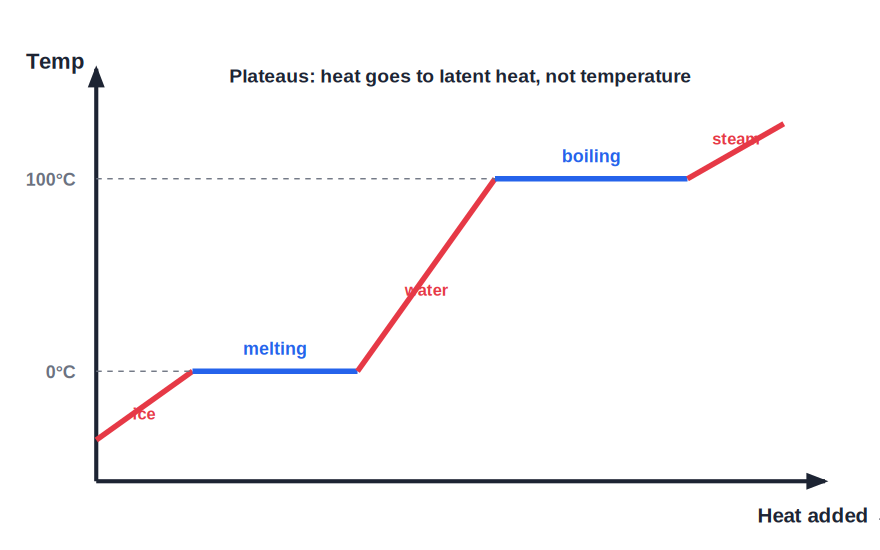 Temp
Plateaus: heat goes to latent heat, not temperature
steam
boiling
100°C
water
melting
0°C
ice
Heat added